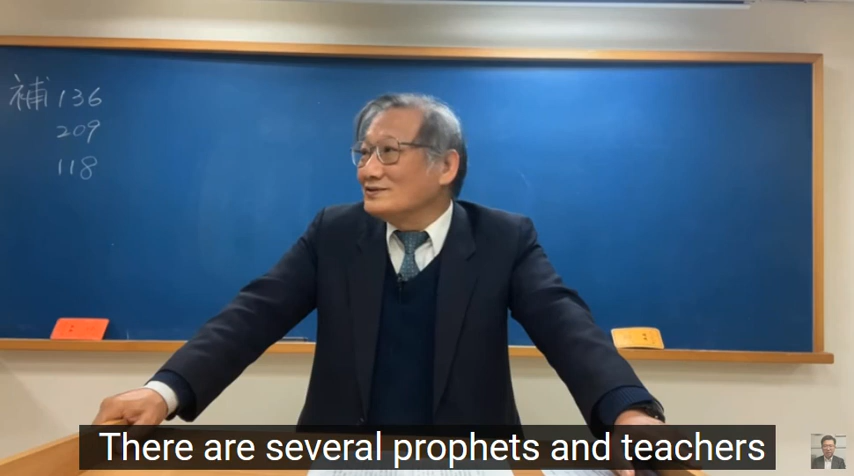 補 136
209
118
There are several prophets and teachers